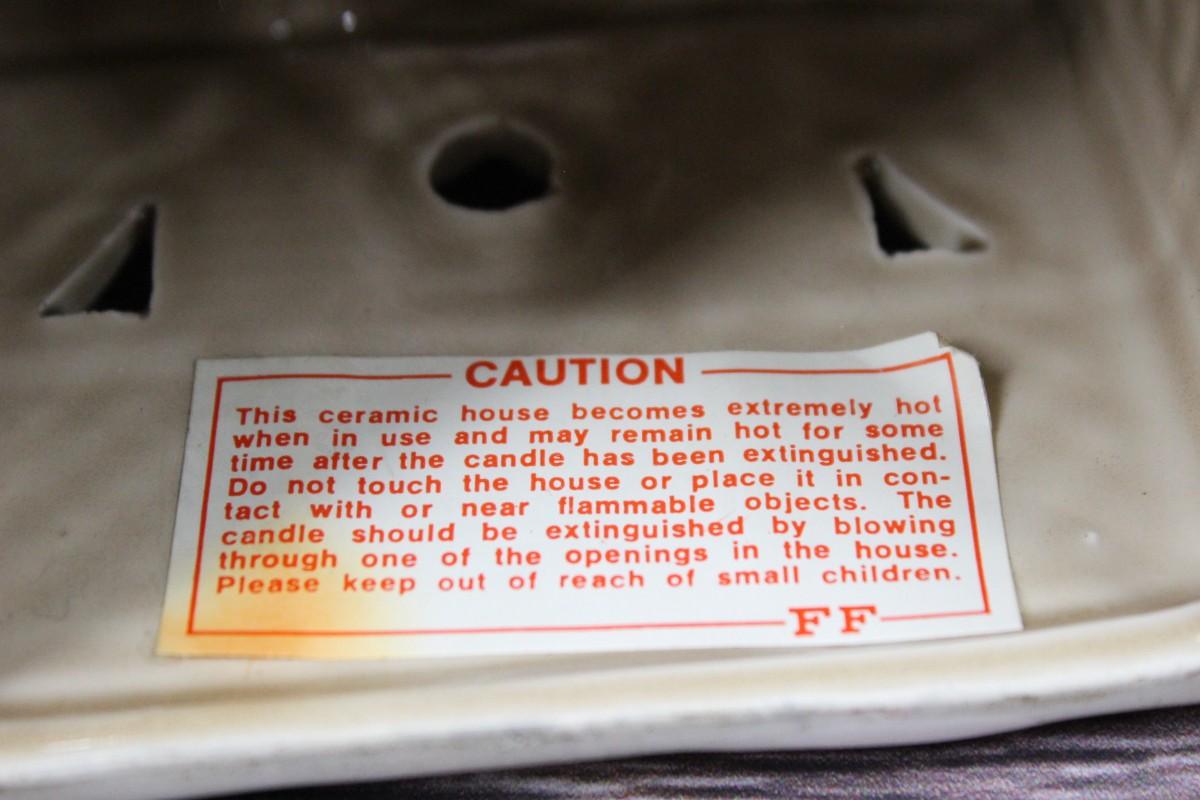 CAUTION
This ceramic house becomes extremely hot
when in use and may remain hot for some
time after the candle has been extinguished.
Do not touch the house or place it in con-
tact with or near flammable objects. The
candle should be extinguished by blowing
through one of the openings in the house.
Please keep out of reach of small children.
FF